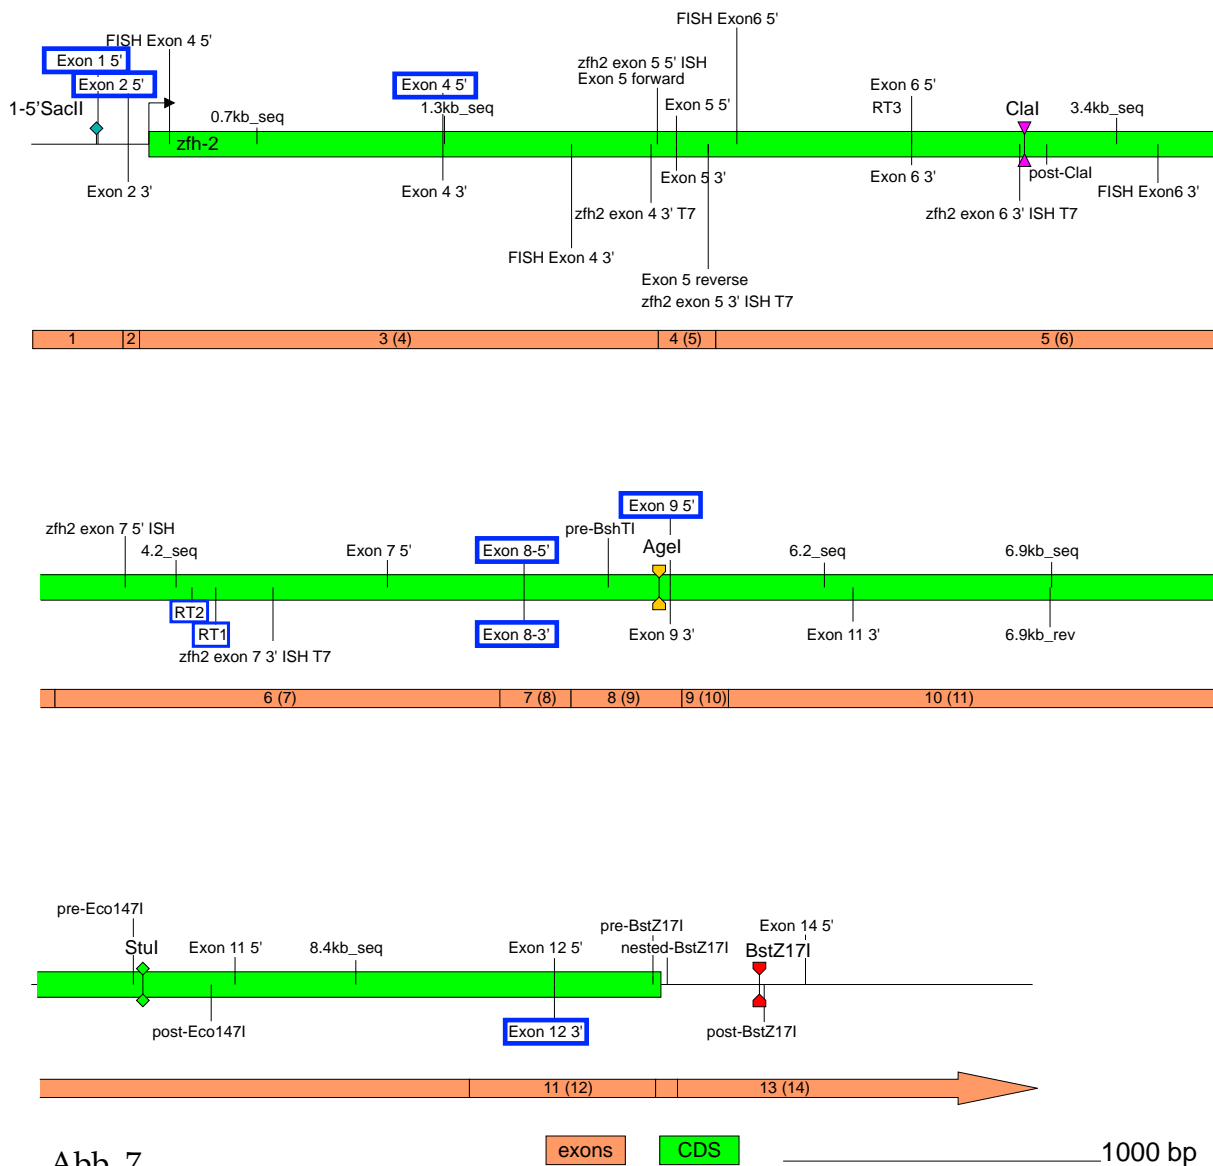 FISH Exon6 5'
FISH Exon 4 5'
Exon 1 5'
zfh2 exon 5 5' ISH
Exon 5 forward
Exon 2 5'
Exon 4 5'
Exon 6 5'
1-5'SacII
0.7kb_seq
1.3kb_seq
Exon 5 5'
RT3
ClaI
3.4kb_seq
zfh-2
Exon 2 3'
Exon 4 3'
Exon 5 3'
Exon 6 3'
post-ClaI
FISH Exon6 3'
zfh2 exon 4 3' T7
zfh2 exon 6 3' ISH T7
FISH Exon 4 3'
Exon 5 reverse
zfh2 exon 5 3' ISH T7
1 2 3 (4) 4 (5) 5 (6)
Exon 9 5'
zfh2 exon 7 5' ISH
pre-BshTI
4.2_seq
Exon 7 5'
Exon 8-5'
AgeI
6.2_seq
6.9kb_seq
RT2
RT1
Exon 8-3'
Exon 9 3'
Exon 11 3'
6.9kb_rev
zfh2 exon 7 3' ISH T7
6 (7) 7 (8) 8 (9) 9 (10) 10 (11)
pre-Eco147I
pre-BstZ17I
Exon 14 5'
StuI
Exon 11 5'
8.4kb_seq
Exon 12 5'
nested-BstZ17I
BstZ17I
post-Eco147I
Exon 12 3'
post-BstZ17I
11 (12) 13 (14)
exons
CDS
1000 bp
Abb. 7